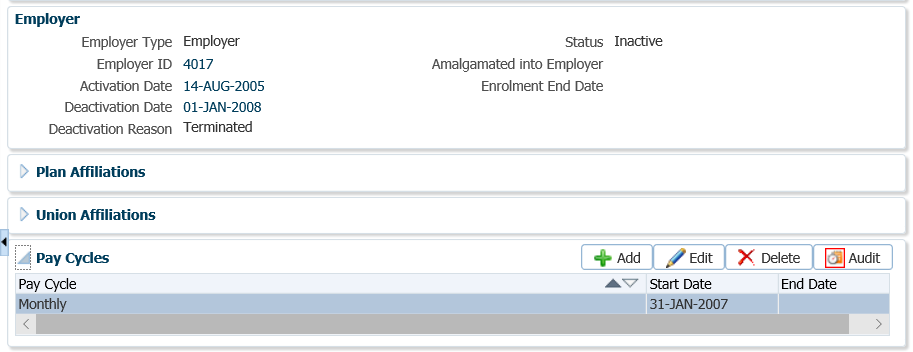 Employer
Employer Type Employer Status Inactive
Employer ID 4017 Amalgamated into Employer
Activation Date 14-AUG-2005 Enrolment End Date
Deactivation Date 01-JAN-2008
Deactivation Reason Terminated
Plan Affiliations
Union Affiliations
Pay Cycles Add Edit Delete Audit
Pay Cycle Start Date End Date
Monthly 31-JAN-2007